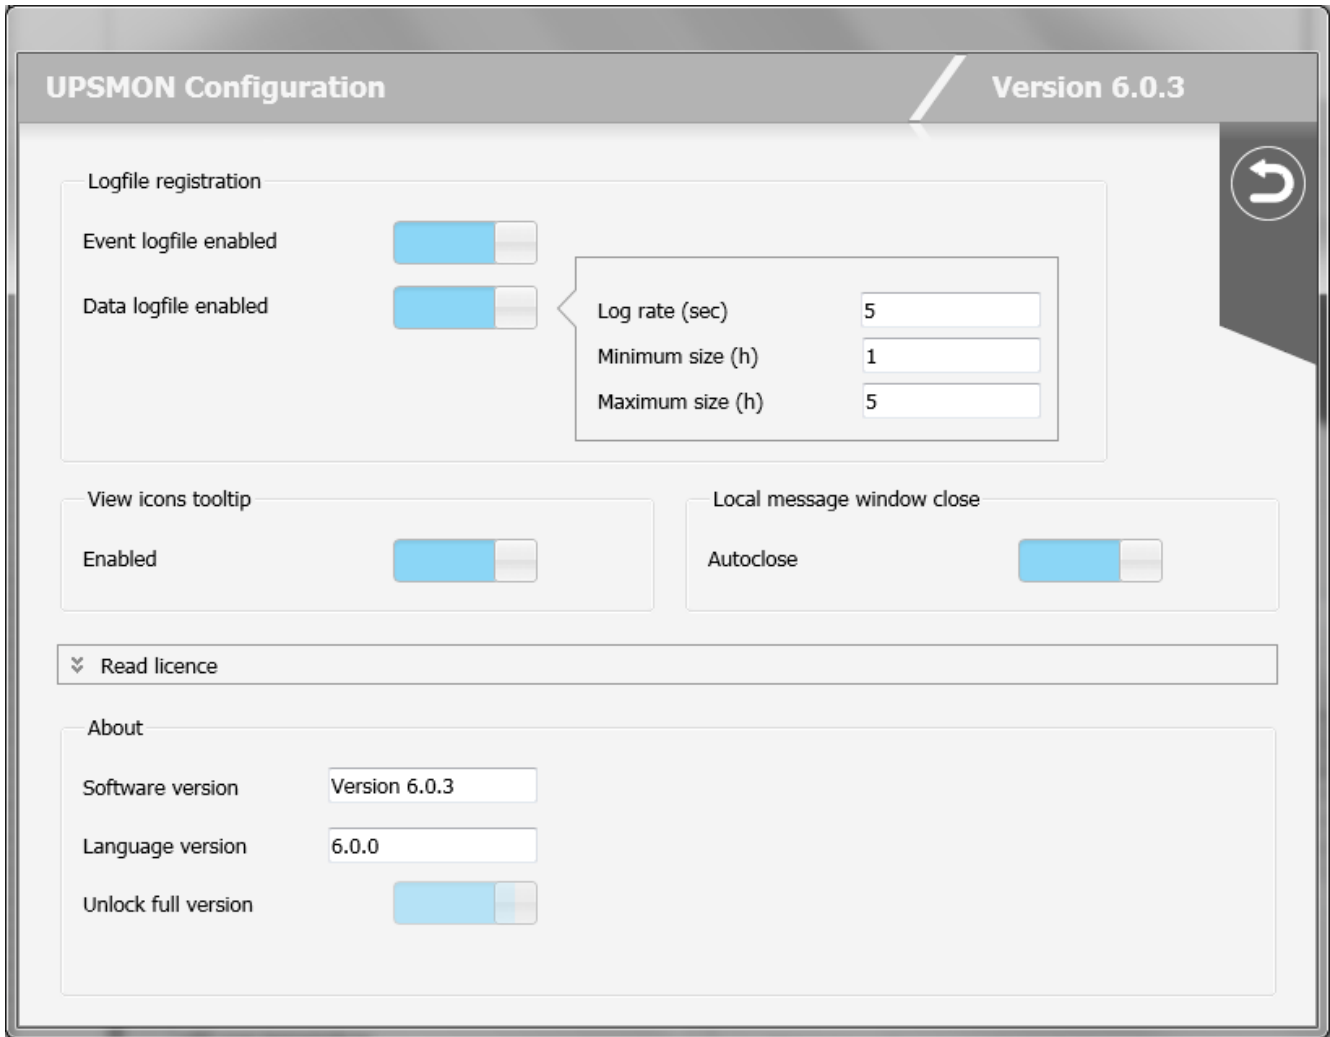 UPSMON Configuration
Version 6.0.3
Logfile registration
Event logfile enabled
Data logfile enabled
Log rate (sec)
5
Minimum size (h)
1
Maximum size (h)
5
View icons tooltip
Enabled
Local message window close
Autoclose
Read licence
About
Software version
Version 6.0.3
Language version
6.0.0
Unlock full version